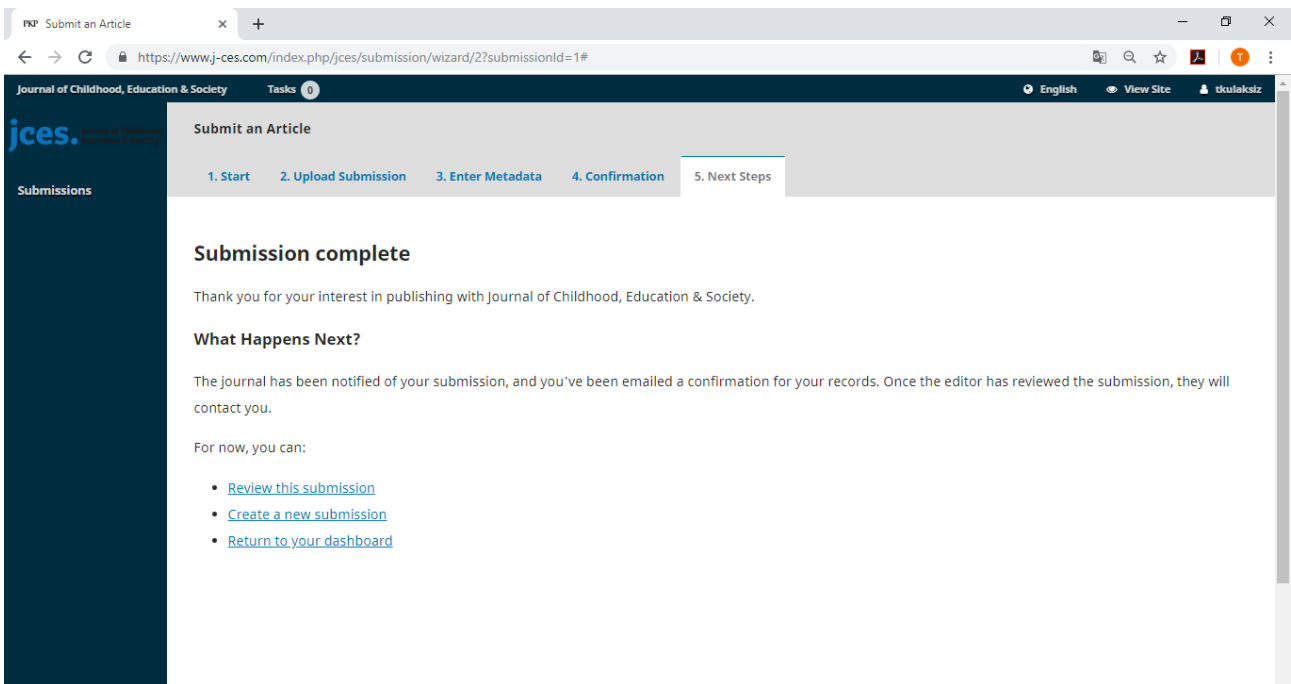 PKP Submit an Article
https://www.j-ces.com/index.php/jces/submission/wizard/2?submissionId=1#
T
Journal of Childhood, Education & Society Tasks 0 English View Site tkulaksiz
jces.
Submissions
Submit an Article
1. Start 2. Upload Submission 3. Enter Metadata 4. Confirmation 5. Next Steps
Submission complete
Thank you for your interest in publishing with Journal of Childhood, Education & Society.
What Happens Next?
The journal has been notified of your submission, and you've been emailed a confirmation for your records. Once the editor has reviewed the submission, they will
contact you.
For now, you can:
• Review this submission
• Create a new submission
• Return to your dashboard